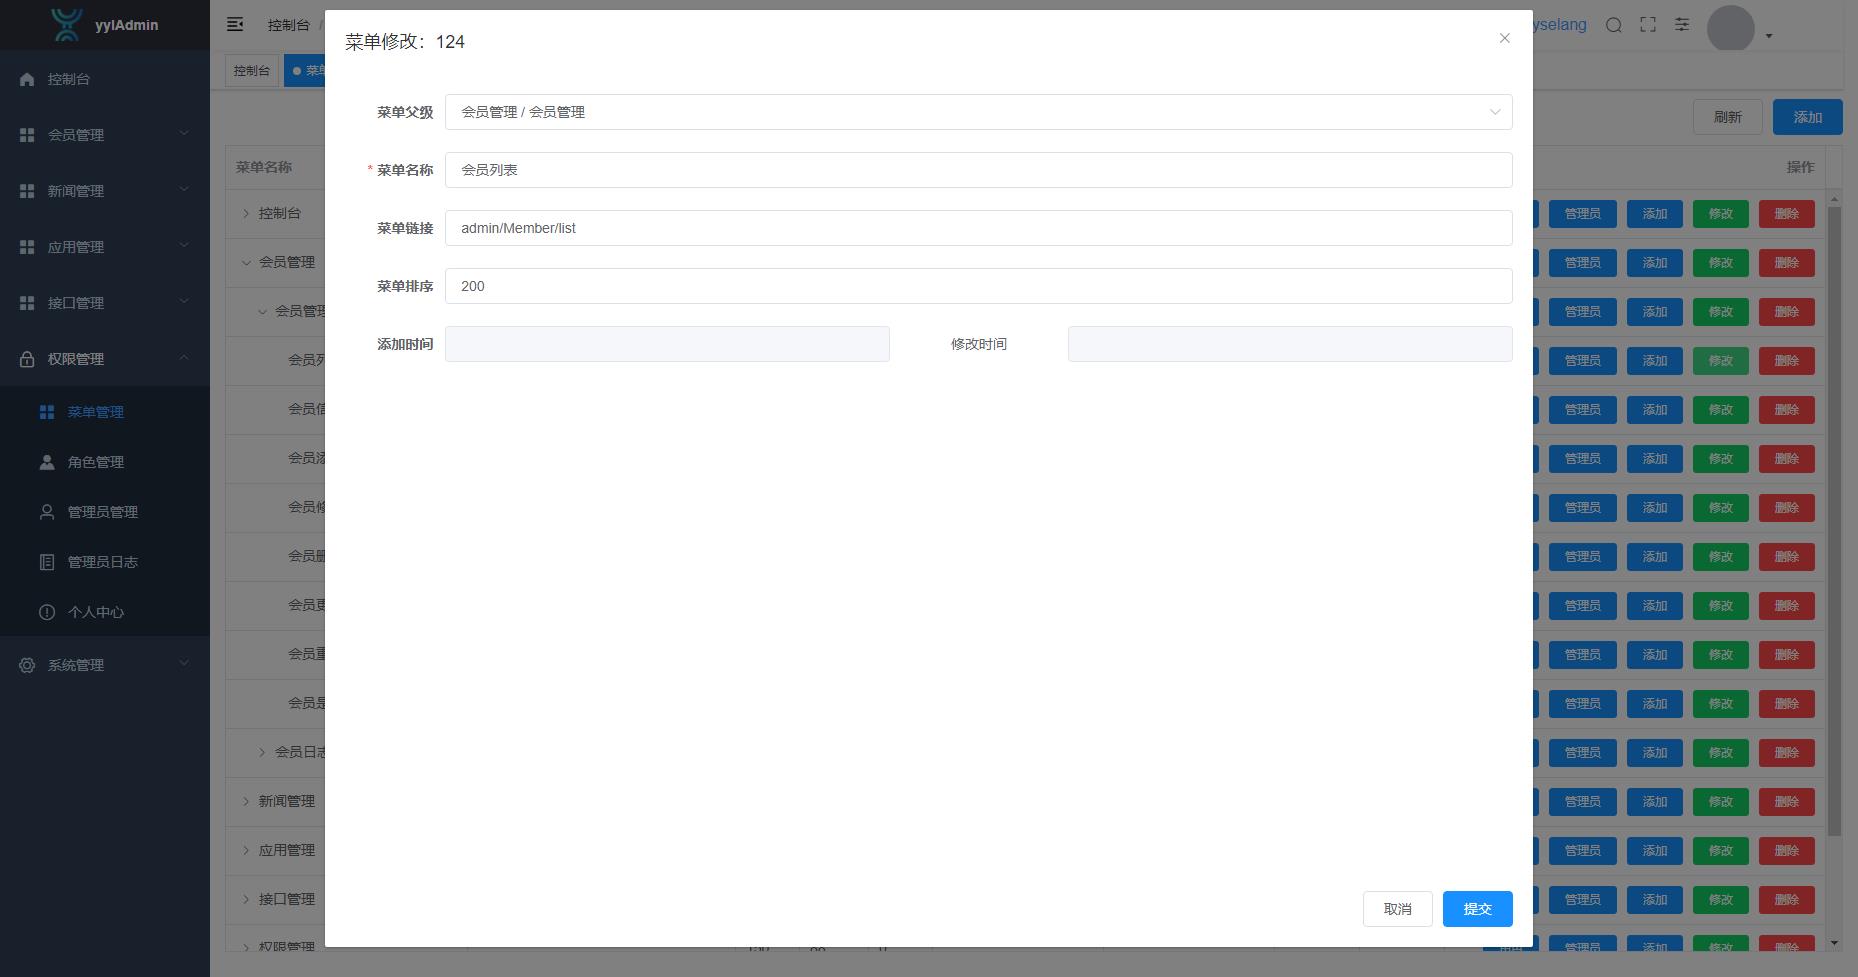 yylAdmin
控制台 /
yselang
控制台
控制台
会员管理
新闻管理
应用管理
接口管理
权限管理
菜单管理
角色管理
管理员管理
管理员日志
个人中心
系统管理
菜单修改：124
菜单父级 会员管理 / 会员管理
* 菜单名称 会员列表
菜单链接 admin/Member/list
菜单排序 200
添加时间 修改时间
取消 提交
刷新 添加
菜单名称 操作
控制台 管理员 添加 修改 删除
会员管理 管理员 添加 修改 删除
会员管理 管理员 添加 修改 删除
会员 管理员 添加 修改 删除
会员 管理员 添加 修改 删除
会员 管理员 添加 修改 删除
会员 管理员 添加 修改 删除
会员 管理员 添加 修改 删除
会员 管理员 添加 修改 删除
会员 管理员 添加 修改 删除
会员 管理员 添加 修改 删除
会员日志 管理员 添加 修改 删除
新闻管理 管理员 添加 修改 删除
应用管理 管理员 添加 修改 删除
接口管理 管理员 添加 修改 删除
权限管理 管理员 添加 修改 删除